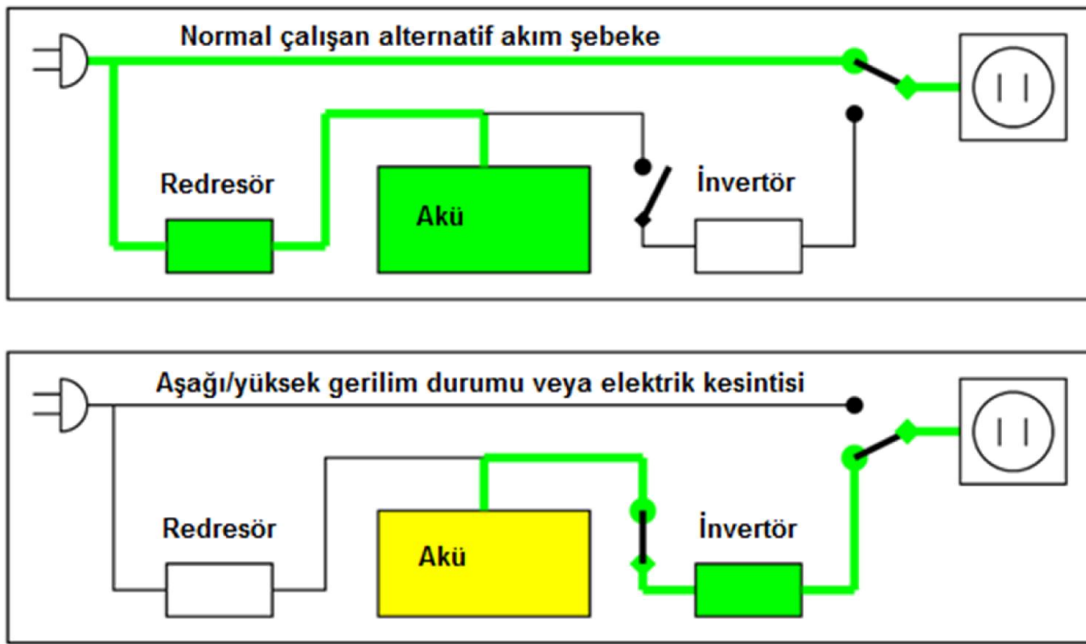 Normal çalışan alternatif akım şebeke
Redresör
Akü
İnvertör
Aşağı/yüksek gerilim durumu veya elektrik kesintisi
Redresör
Akü
İnvertör